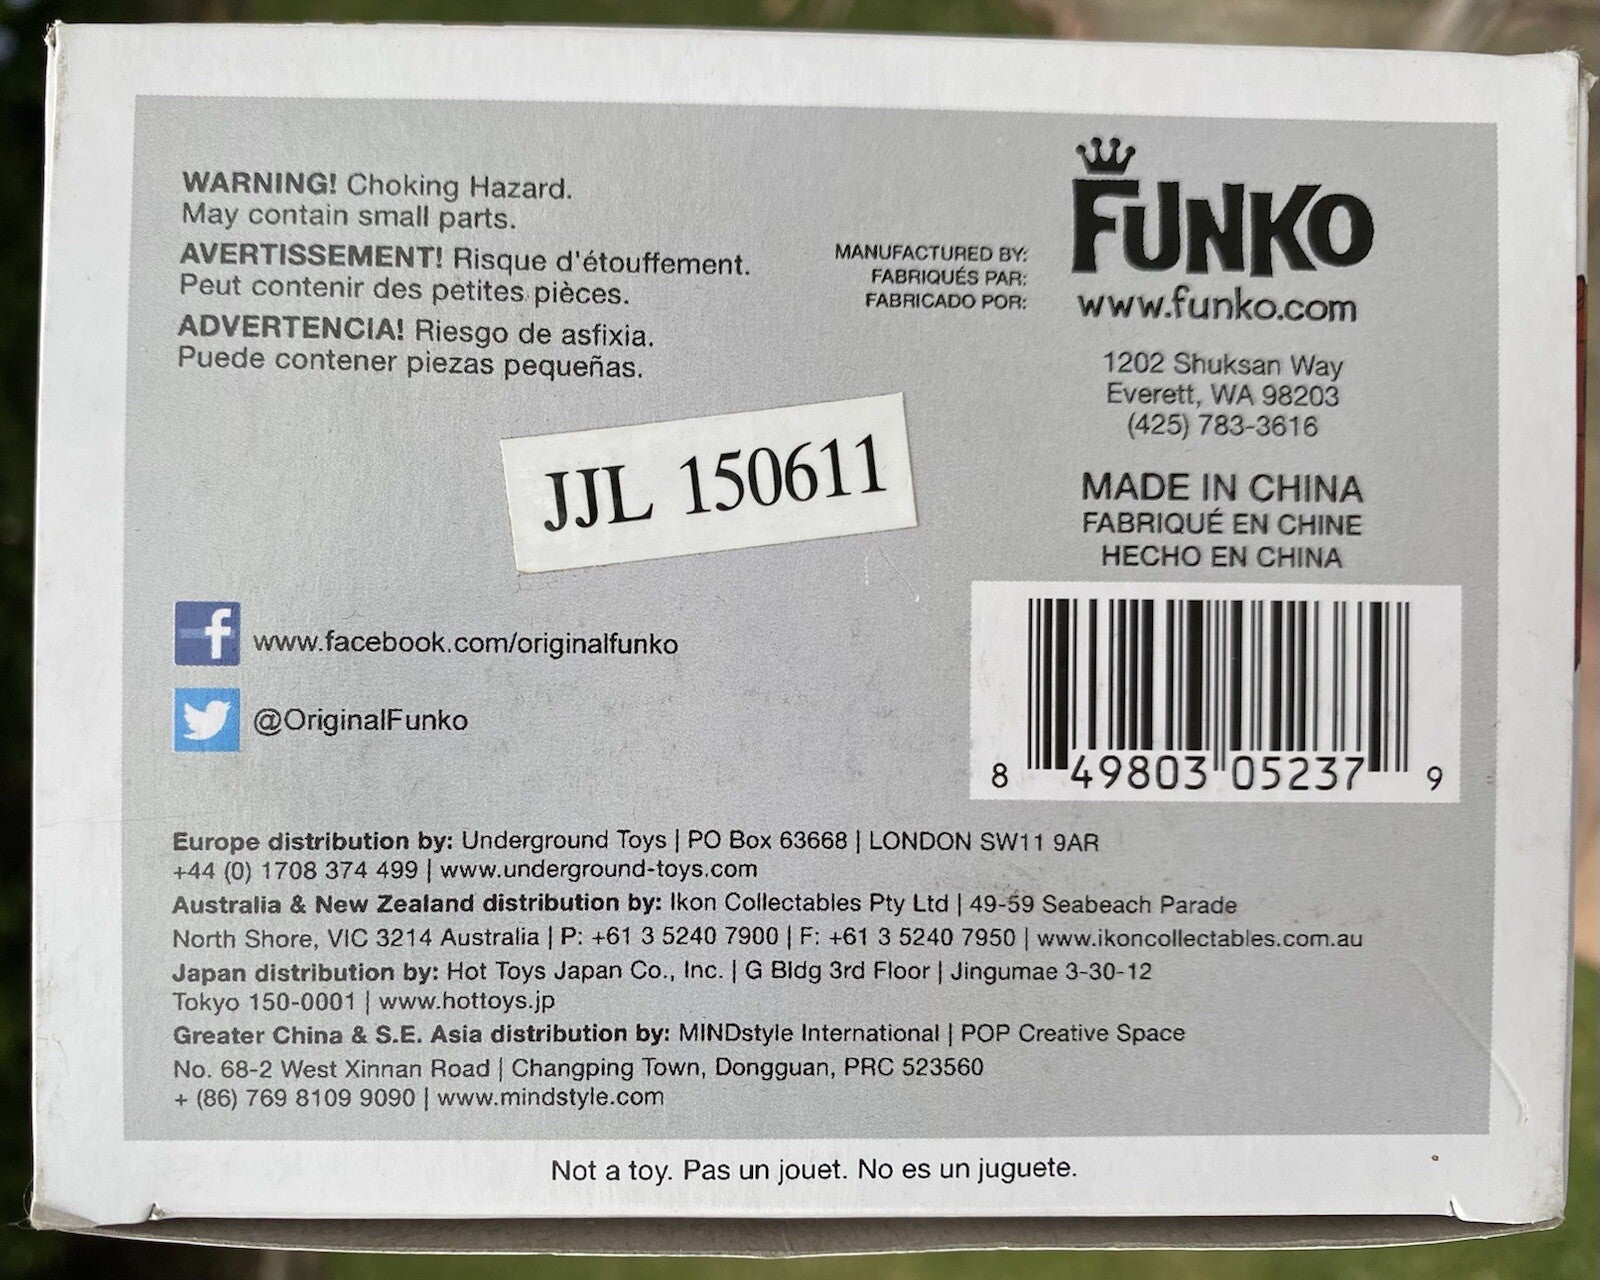 WARNING! Choking Hazard.
May contain small parts.
AVERTISSEMENT! Risque d'étouffement.
Peut contenir des petites pièces.
ADVERTENCIA! Riesgo de asfixia.
Puede contener piezas pequeñas.
MANUFACTURED BY:
FABRIQUÉS PAR:
FABRICADO POR:
FUNKO
www.funko.com
1202 Shuksan Way
Everett, WA 98203
(425) 783-3616
MADE IN CHINA
FABRIQUÉ EN CHINE
HECHO EN CHINA
JJL 150611
f www.facebook.com/originalfunko
@OriginalFunko
8 49803 05237 9
Europe distribution by: Underground Toys | PO Box 63668 | LONDON SW11 9AR
+44 (0) 1708 374 499 | www.underground-toys.com
Australia & New Zealand distribution by: Ikon Collectables Pty Ltd | 49-59 Seabeach Parade
North Shore, VIC 3214 Australia | P: +61 3 5240 7900 | F: +61 3 5240 7950 | www.ikoncollectables.com.au
Japan distribution by: Hot Toys Japan Co., Inc. | G Bldg 3rd Floor | Jingumae 3-30-12
Tokyo 150-0001 | www.hottoys.jp
Greater China & S.E. Asia distribution by: MINDstyle International | POP Creative Space
No. 68-2 West Xinnan Road | Changping Town, Dongguan, PRC 523560
+ (86) 769 8109 9090 | www.mindstyle.com
Not a toy. Pas un jouet. No es un juguete.